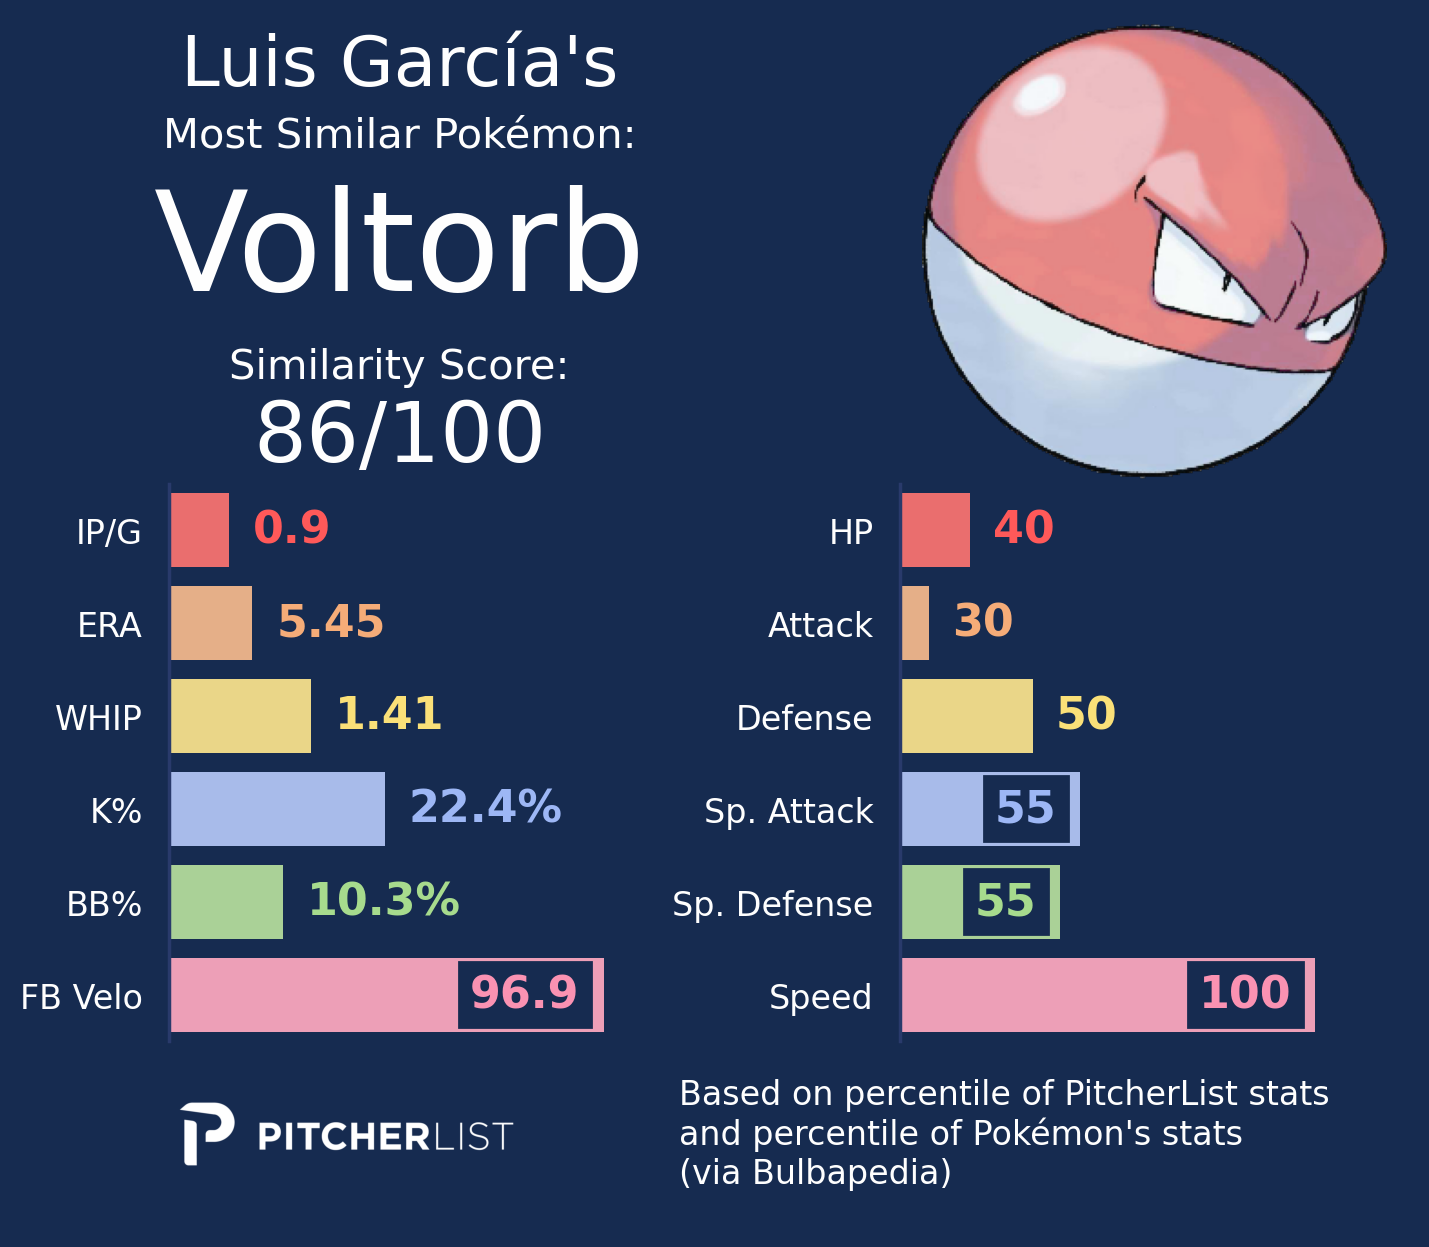 Luis García's
Most Similar Pokémon:
Voltorb
Similarity Score:
86/100
IP/G 0.9
ERA 5.45
WHIP 1.41
K% 22.4%
BB% 10.3%
FB Velo 96.9
HP 40
Attack 30
Defense 50
Sp. Attack 55
Sp. Defense 55
Speed 100
PITCHERLIST
Based on percentile of PitcherList stats
and percentile of Pokémon's stats
(via Bulbapedia)